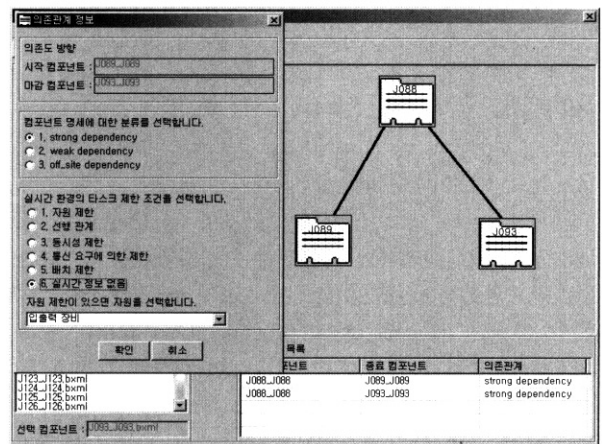 의존관계 정보
의존도 방향
시작 컴포넌트 : J089_J089
마감 컴포넌트 : J093_J093
컴포넌트 명세에 대한 분류를 선택합니다.
1. strong dependency
2. weak dependency
3. off_site dependency
실시간 환경의 타스크 제한 조건을 선택합니다.
1. 자원 제한
2. 선행 관계
3. 동시성 제한
4. 통신 요구에 의한 제한
5. 배치 제한
6. 실시간 정보 없음
자원 제한이 있으면 자원을 선택합니다.
입출력 장비
확인 취소
J088
J089
J093
목록
종료 컴포넌트 의존관계
J088_J088 J089_J089 strong dependency
J088_J088 J093_J093 strong dependency
J123_J123.bxml
J124_J124.bxml
J125_J125.bxml
J126_J126.bxml
선택 컴포넌트 : J093_J093.bxml